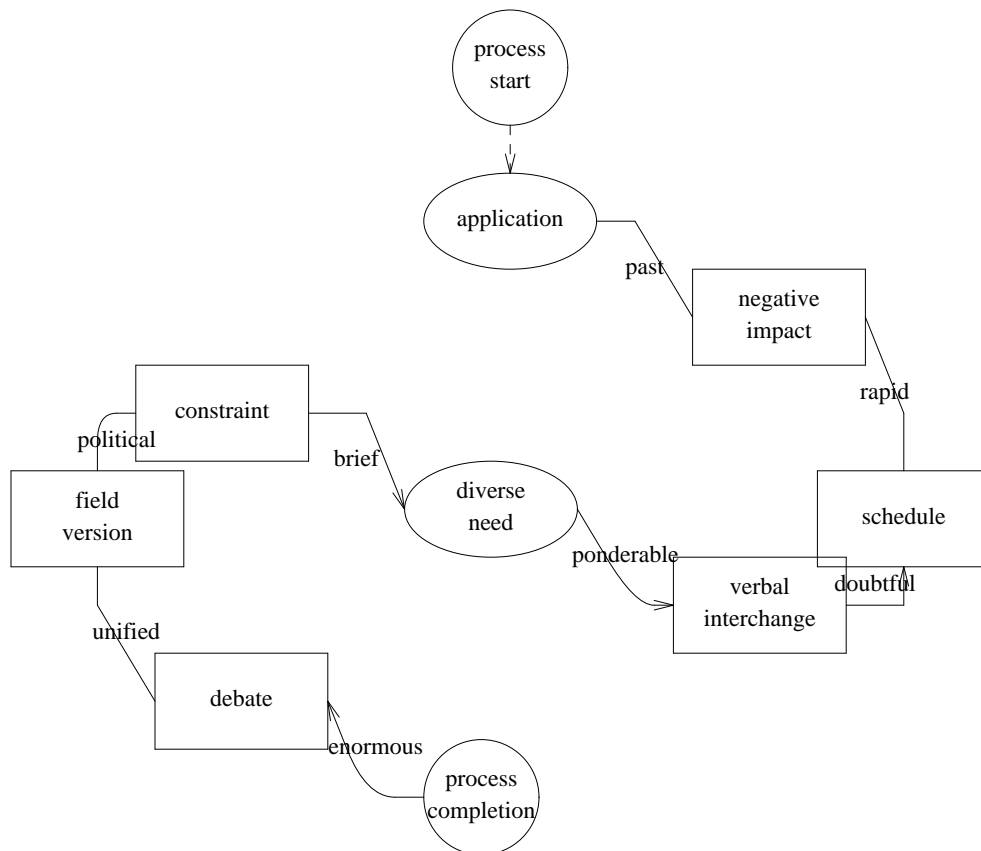 process
start
application
past
negative
impact
rapid
constraint
political
brief
field
version
diverse
need
schedule
ponderable
verbal
interchange
doubtful
unified
debate
enormous
process
completion